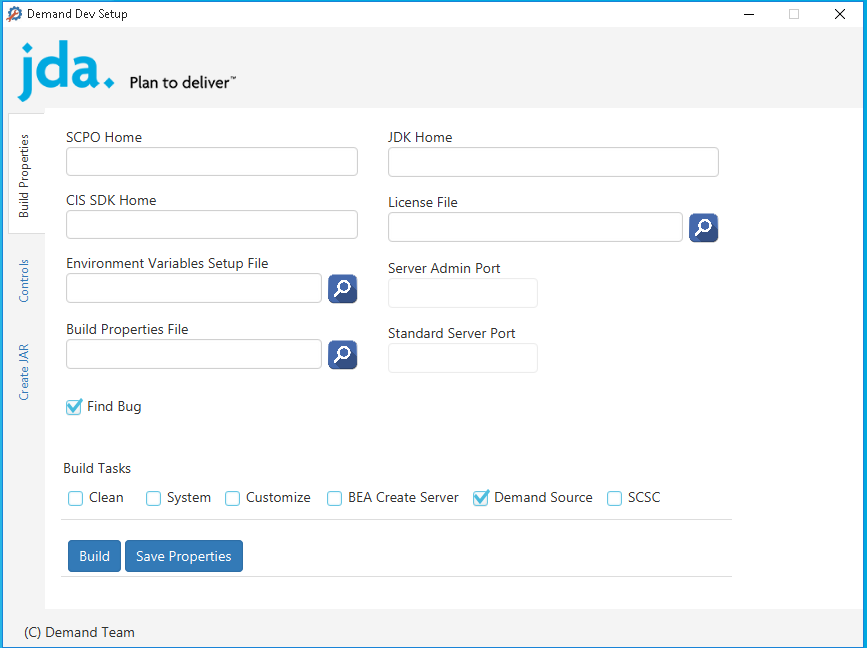 Demand Dev Setup
jda. Plan to deliver™
Build Properties
Controls
Create JAR
SCPO Home
JDK Home
CIS SDK Home
License File
Environment Variables Setup File
Server Admin Port
Build Properties File
Standard Server Port
Find Bug
Build Tasks
Clean System Customize BEA Create Server Demand Source SCSC
Build Save Properties
(C) Demand Team